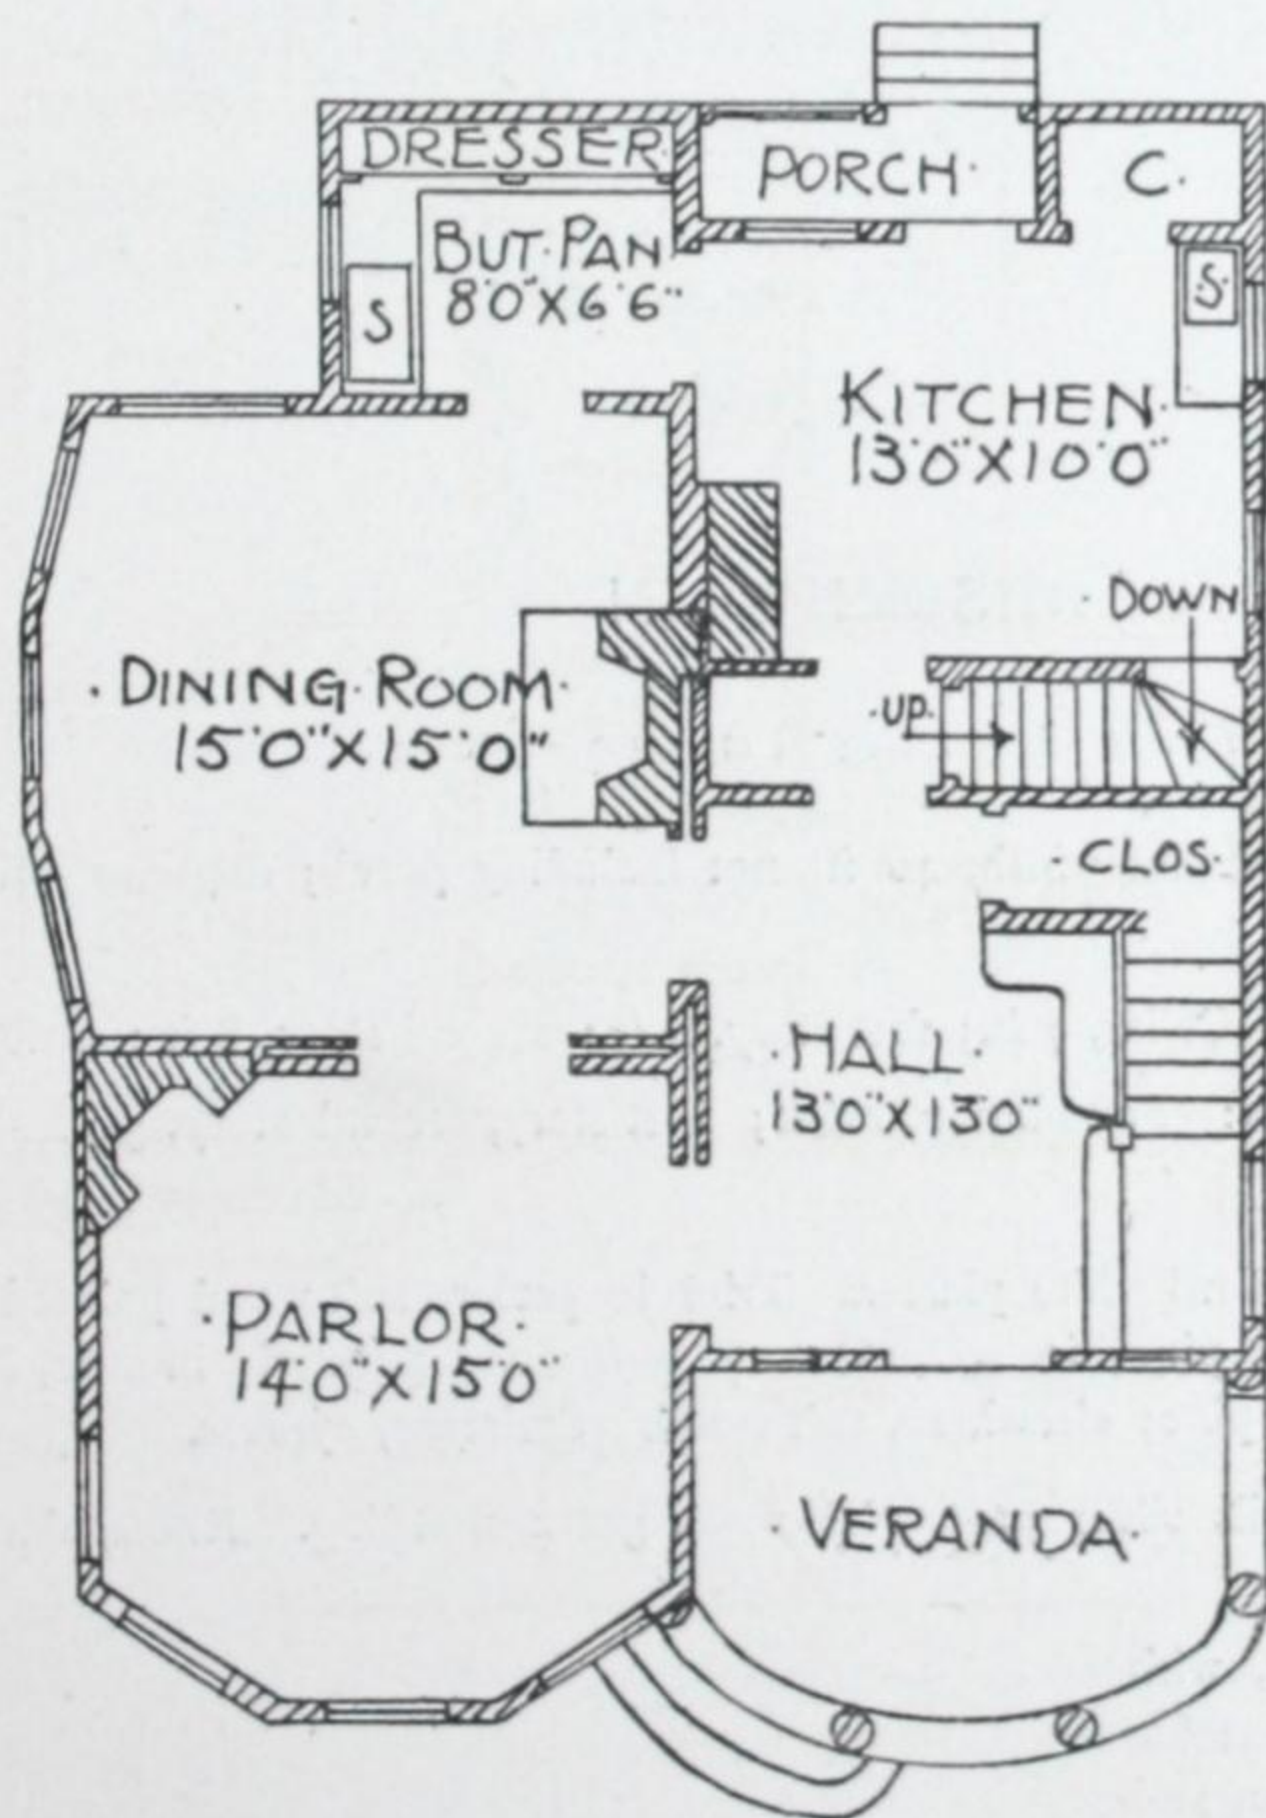 DRESSER.
PORCH.
C.
BUT. PAN
8'0"X6'6"
S
S.
KITCHEN.
13'0"X10'0"
. DOWN
. DINING. ROOM.
15'0"X15'0"
.UP.
. CLOS.
. HALL.
13'0"X13'0"
. PARLOR.
14'0"X15'0"
. VERANDA.